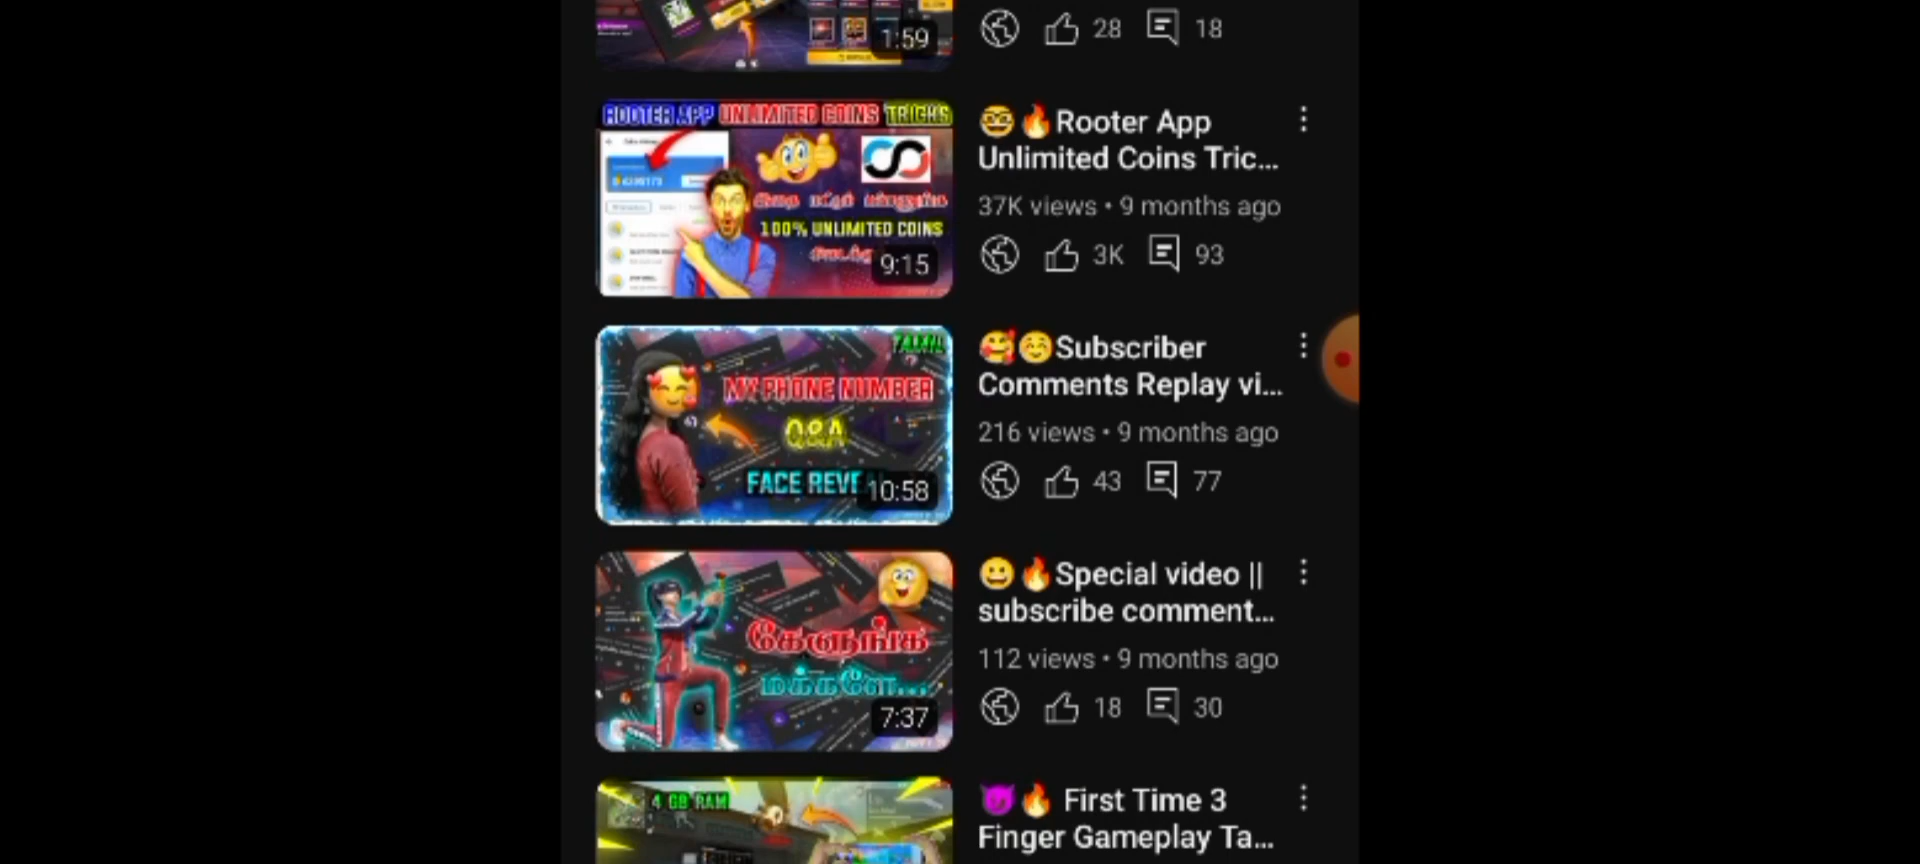 1:59
28
18
ROOTER APP UNLIMITED COINS TRICKS
100% UNLIMITED COINS
9:15
🤓🔥Rooter App
Unlimited Coins Tric...
37K views • 9 months ago
3K
93
TAMIL
MY PHONE NUMBER
Q&A
FACE REVE
10:58
🥰☺️Subscriber
Comments Replay vi...
216 views • 9 months ago
43
77
கேளுங்க
மக்களே...
7:37
😀🔥Special video ||
subscribe comment...
112 views • 9 months ago
18
30
4 GB RAM
😈🔥 First Time 3
Finger Gameplay Ta...